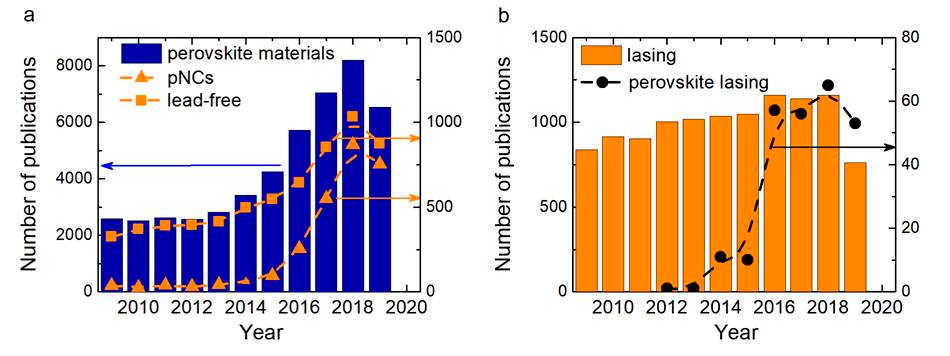 a
Number of publications
8000
6000
4000
2000
0
perovskite materials
pNCs
lead-free
1500
1000
500
0
2010 2012 2014 2016 2018 2020
Year
b
Number of publications
1500
1000
500
0
lasing
perovskite lasing
80
60
40
20
0
2010 2012 2014 2016 2018 2020
Year